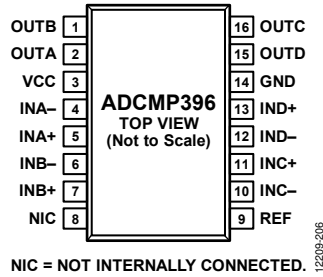 OUTB 1 16 OUTC
OUTA 2 15 OUTD
VCC 3 14 GND
INA– 4 ADCMP396 13 IND+
TOP VIEW
INA+ 5 (Not to Scale) 12 IND–
INB– 6 11 INC+
INB+ 7 10 INC–
NIC 8 9 REF
NIC = NOT INTERNALLY CONNECTED.
12209-206